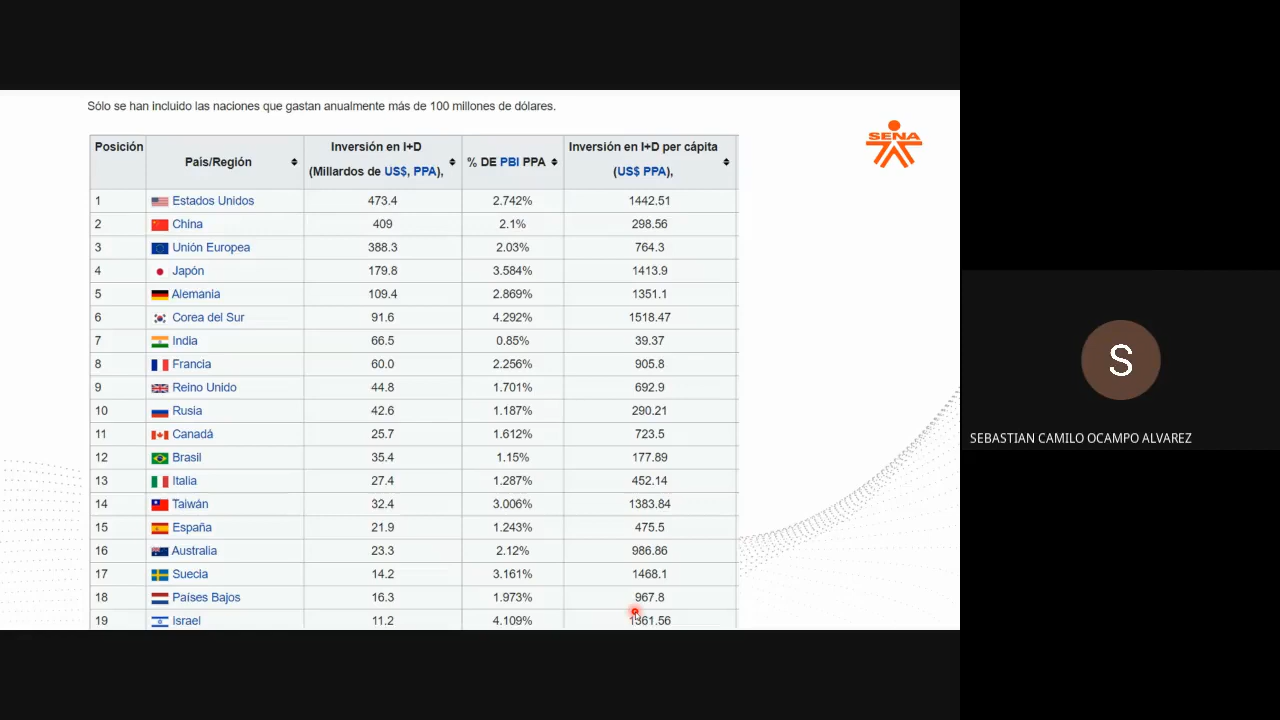 Sólo se han incluido las naciones que gastan anualmente más de 100 millones de dólares.
SENA
Posición País/Región Inversión en I+D (Millardos de US$, PPA), % DE PBI PPA Inversión en I+D per cápita (US$ PPA),
1 Estados Unidos 473.4 2.742% 1442.51
2 China 409 2.1% 298.56
3 Unión Europea 388.3 2.03% 764.3
4 Japón 179.8 3.584% 1413.9
5 Alemania 109.4 2.869% 1351.1
6 Corea del Sur 91.6 4.292% 1518.47
7 India 66.5 0.85% 39.37
8 Francia 60.0 2.256% 905.8
9 Reino Unido 44.8 1.701% 692.9
10 Rusia 42.6 1.187% 290.21
11 Canadá 25.7 1.612% 723.5
12 Brasil 35.4 1.15% 177.89
13 Italia 27.4 1.287% 452.14
14 Taiwán 32.4 3.006% 1383.84
15 España 21.9 1.243% 475.5
16 Australia 23.3 2.12% 986.86
17 Suecia 14.2 3.161% 1468.1
18 Países Bajos 16.3 1.973% 967.8
19 Israel 11.2 4.109% 1361.56
S
SEBASTIAN CAMILO OCAMPO ALVAREZ